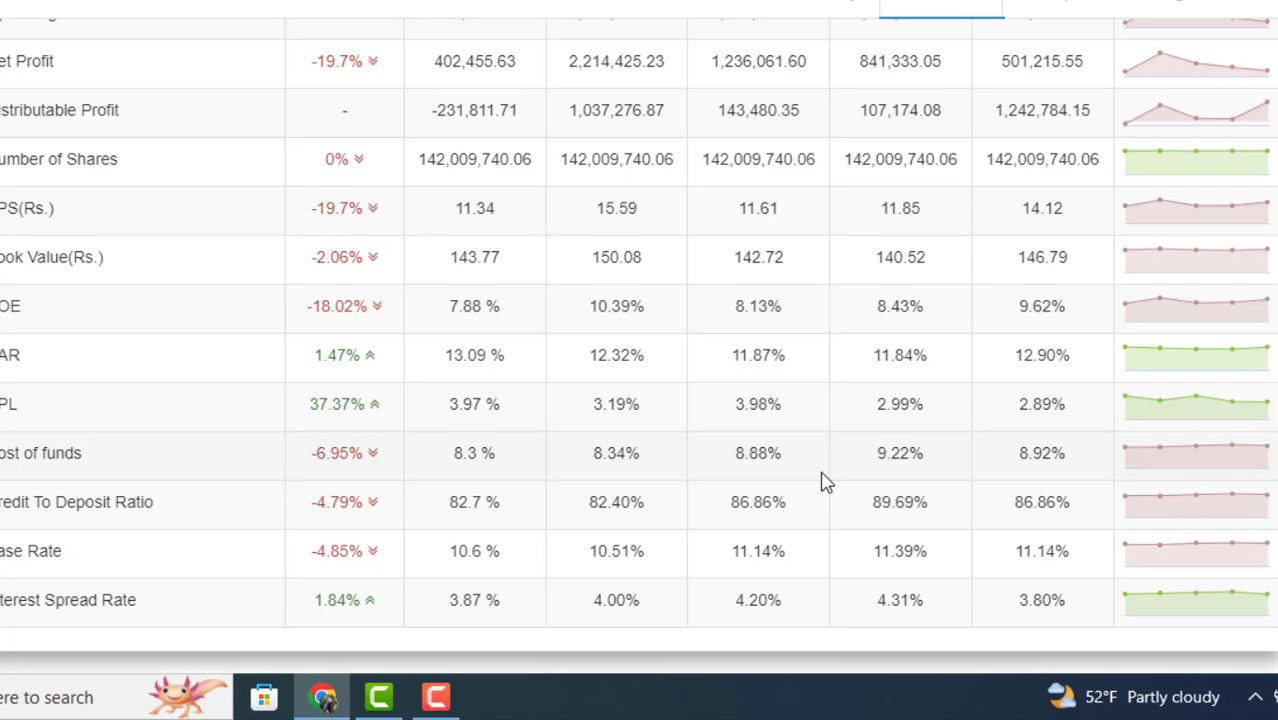 et Profit -19.7% 402,455.63 2,214,425.23 1,236,061.60 841,333.05 501,215.55
istributable Profit - -231,811.71 1,037,276.87 143,480.35 107,174.08 1,242,784.15
umber of Shares 0% 142,009,740.06 142,009,740.06 142,009,740.06 142,009,740.06 142,009,740.06
PS(Rs.) -19.7% 11.34 15.59 11.61 11.85 14.12
ook Value(Rs.) -2.06% 143.77 150.08 142.72 140.52 146.79
OE -18.02% 7.88 % 10.39% 8.13% 8.43% 9.62%
AR 1.47% 13.09 % 12.32% 11.87% 11.84% 12.90%
PL 37.37% 3.97 % 3.19% 3.98% 2.99% 2.89%
ost of funds -6.95% 8.3 % 8.34% 8.88% 9.22% 8.92%
redit To Deposit Ratio -4.79% 82.7 % 82.40% 86.86% 89.69% 86.86%
ase Rate -4.85% 10.6 % 10.51% 11.14% 11.39% 11.14%
terest Spread Rate 1.84% 3.87 % 4.00% 4.20% 4.31% 3.80%
ere to search 52°F Partly cloudy